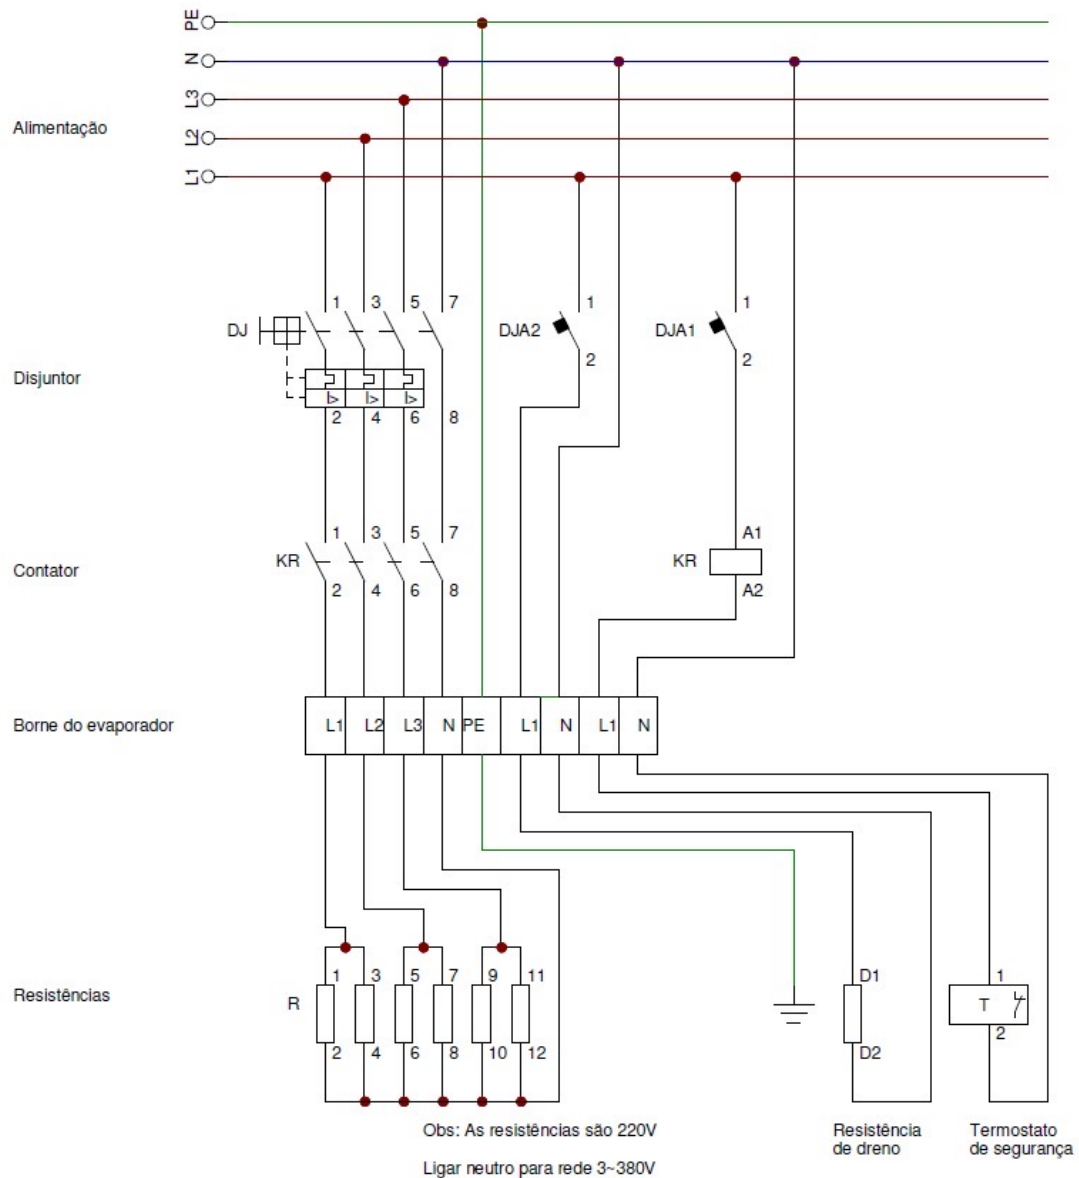 PE
N
L3
Alimentação
L2
L1
1 3 5 7 1 1
DJ DJA2 DJA1
2 2
Disjuntor
I> I> I>
2 4 6 8
1 3 5 7 A1
KR KR
Contator
2 4 6 8 A2
Borne do evaporador L1 L2 L3 N PE L1 N L1 N
1 3 5 7 9 11 D1 1
Resistências R T
2 4 6 8 10 12 D2 2
Obs: As resistências são 220V
Ligar neutro para rede 3~380V
Resistência
de dreno
Termostato
de segurança